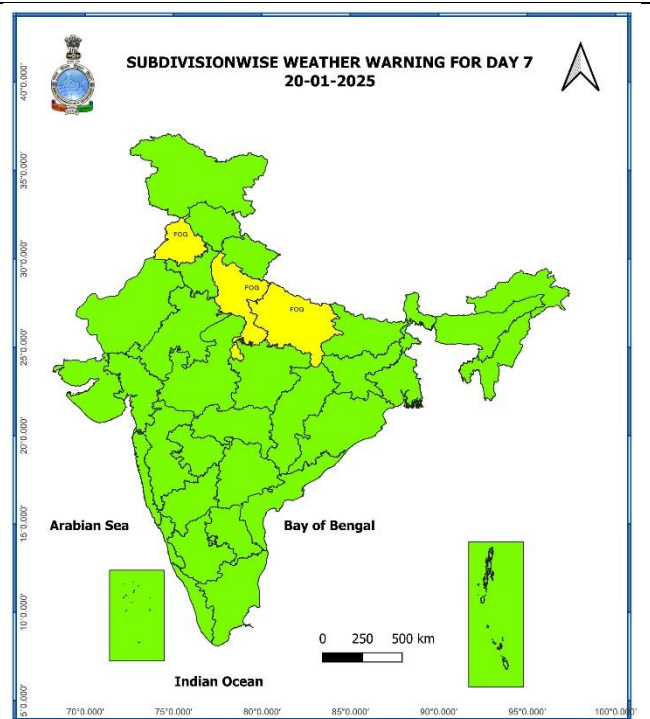 SUBDIVISIONWISE WEATHER WARNING FOR DAY 7
20-01-2025
40°0.000'
35°0.000'
30°0.000'
25°0.000'
20°0.000'
15°0.000'
10°0.000'
5°0.000'
FOG
FOG
FOG
Arabian Sea
Bay of Bengal
0 250 500 km
Indian Ocean
70°0.000' 75°0.000' 80°0.000' 85°0.000' 90°0.000' 95°0.000' 100°0.000'